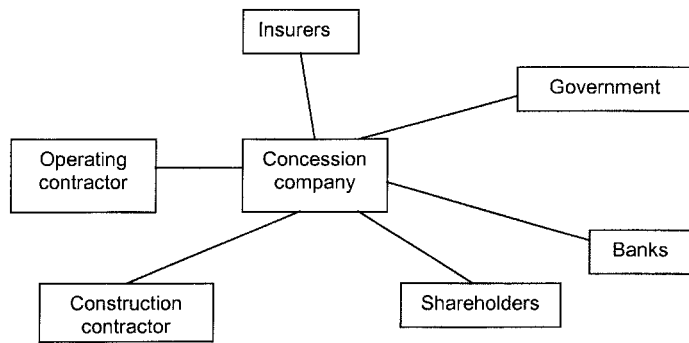 Insurers
Government
Operating
contractor
Concession
company
Banks
Construction
contractor
Shareholders